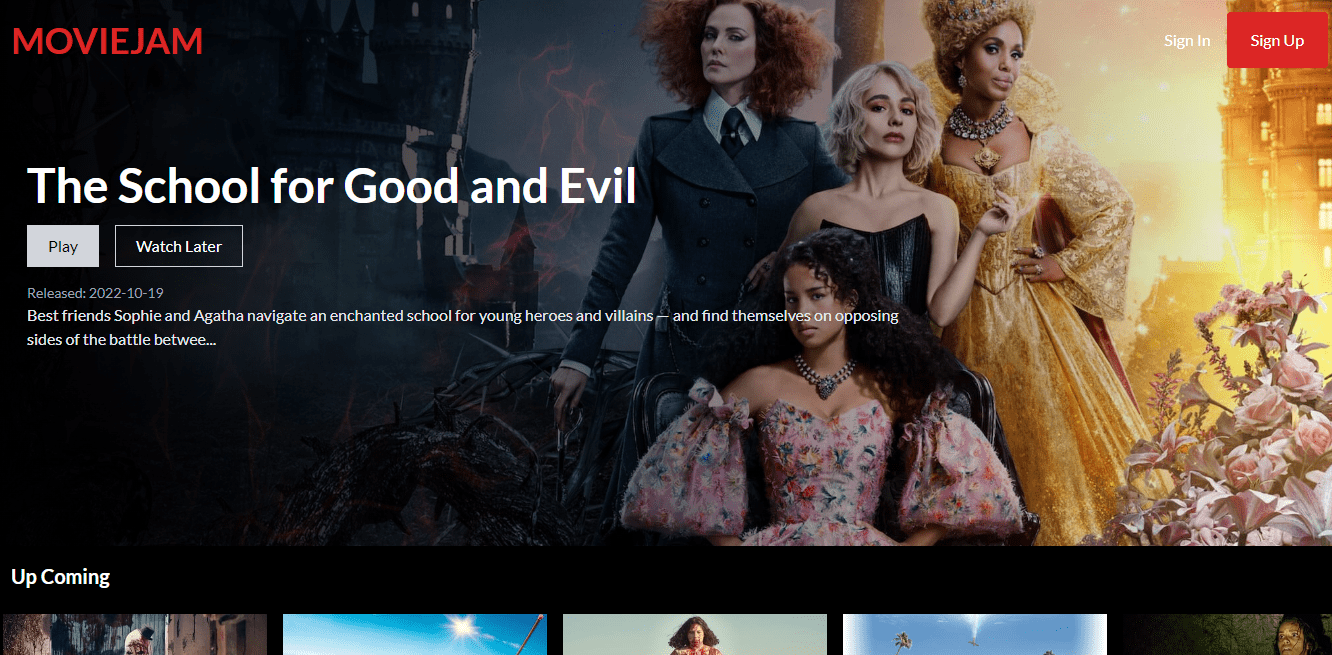 MOVIEJAM
Sign In
Sign Up
The School for Good and Evil
Play
Watch Later
Released: 2022-10-19
Best friends Sophie and Agatha navigate an enchanted school for young heroes and villains — and find themselves on opposing
sides of the battle betwee...
Up Coming